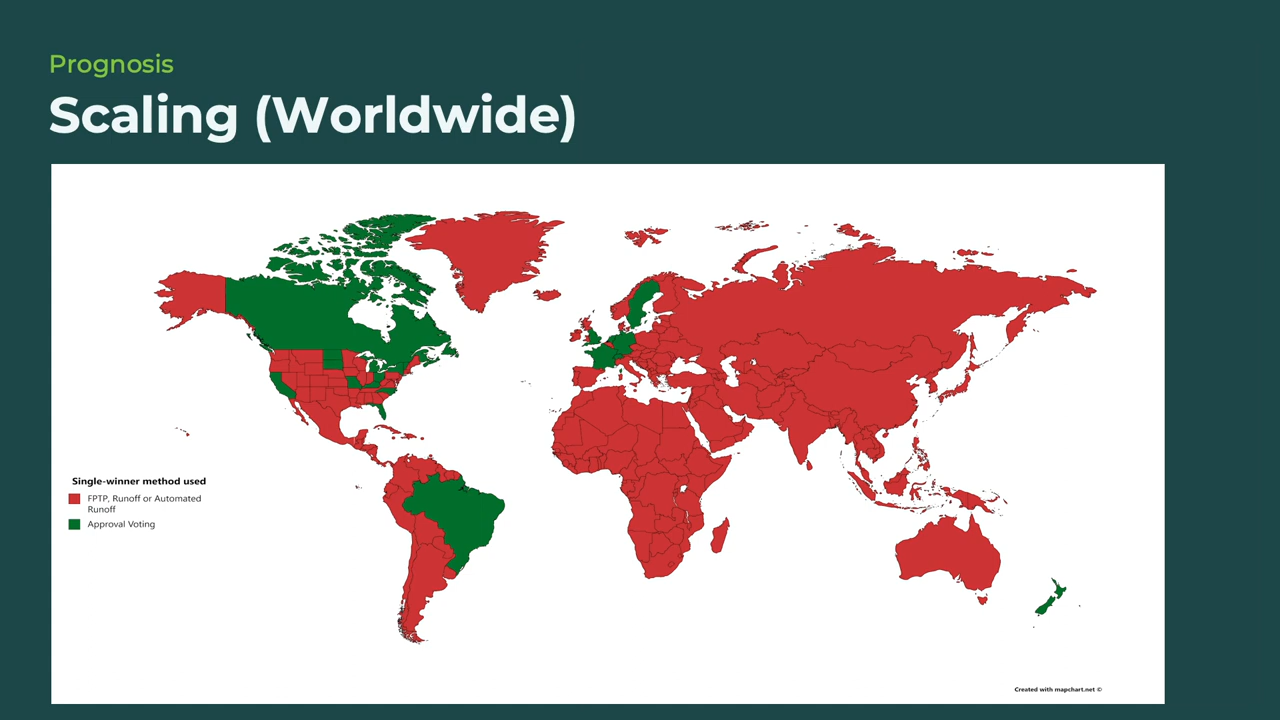 Prognosis
Scaling (Worldwide)
Single-winner method used
FPTP, Runoff or Automated
Runoff
Approval Voting
Created with mapchart.net ©